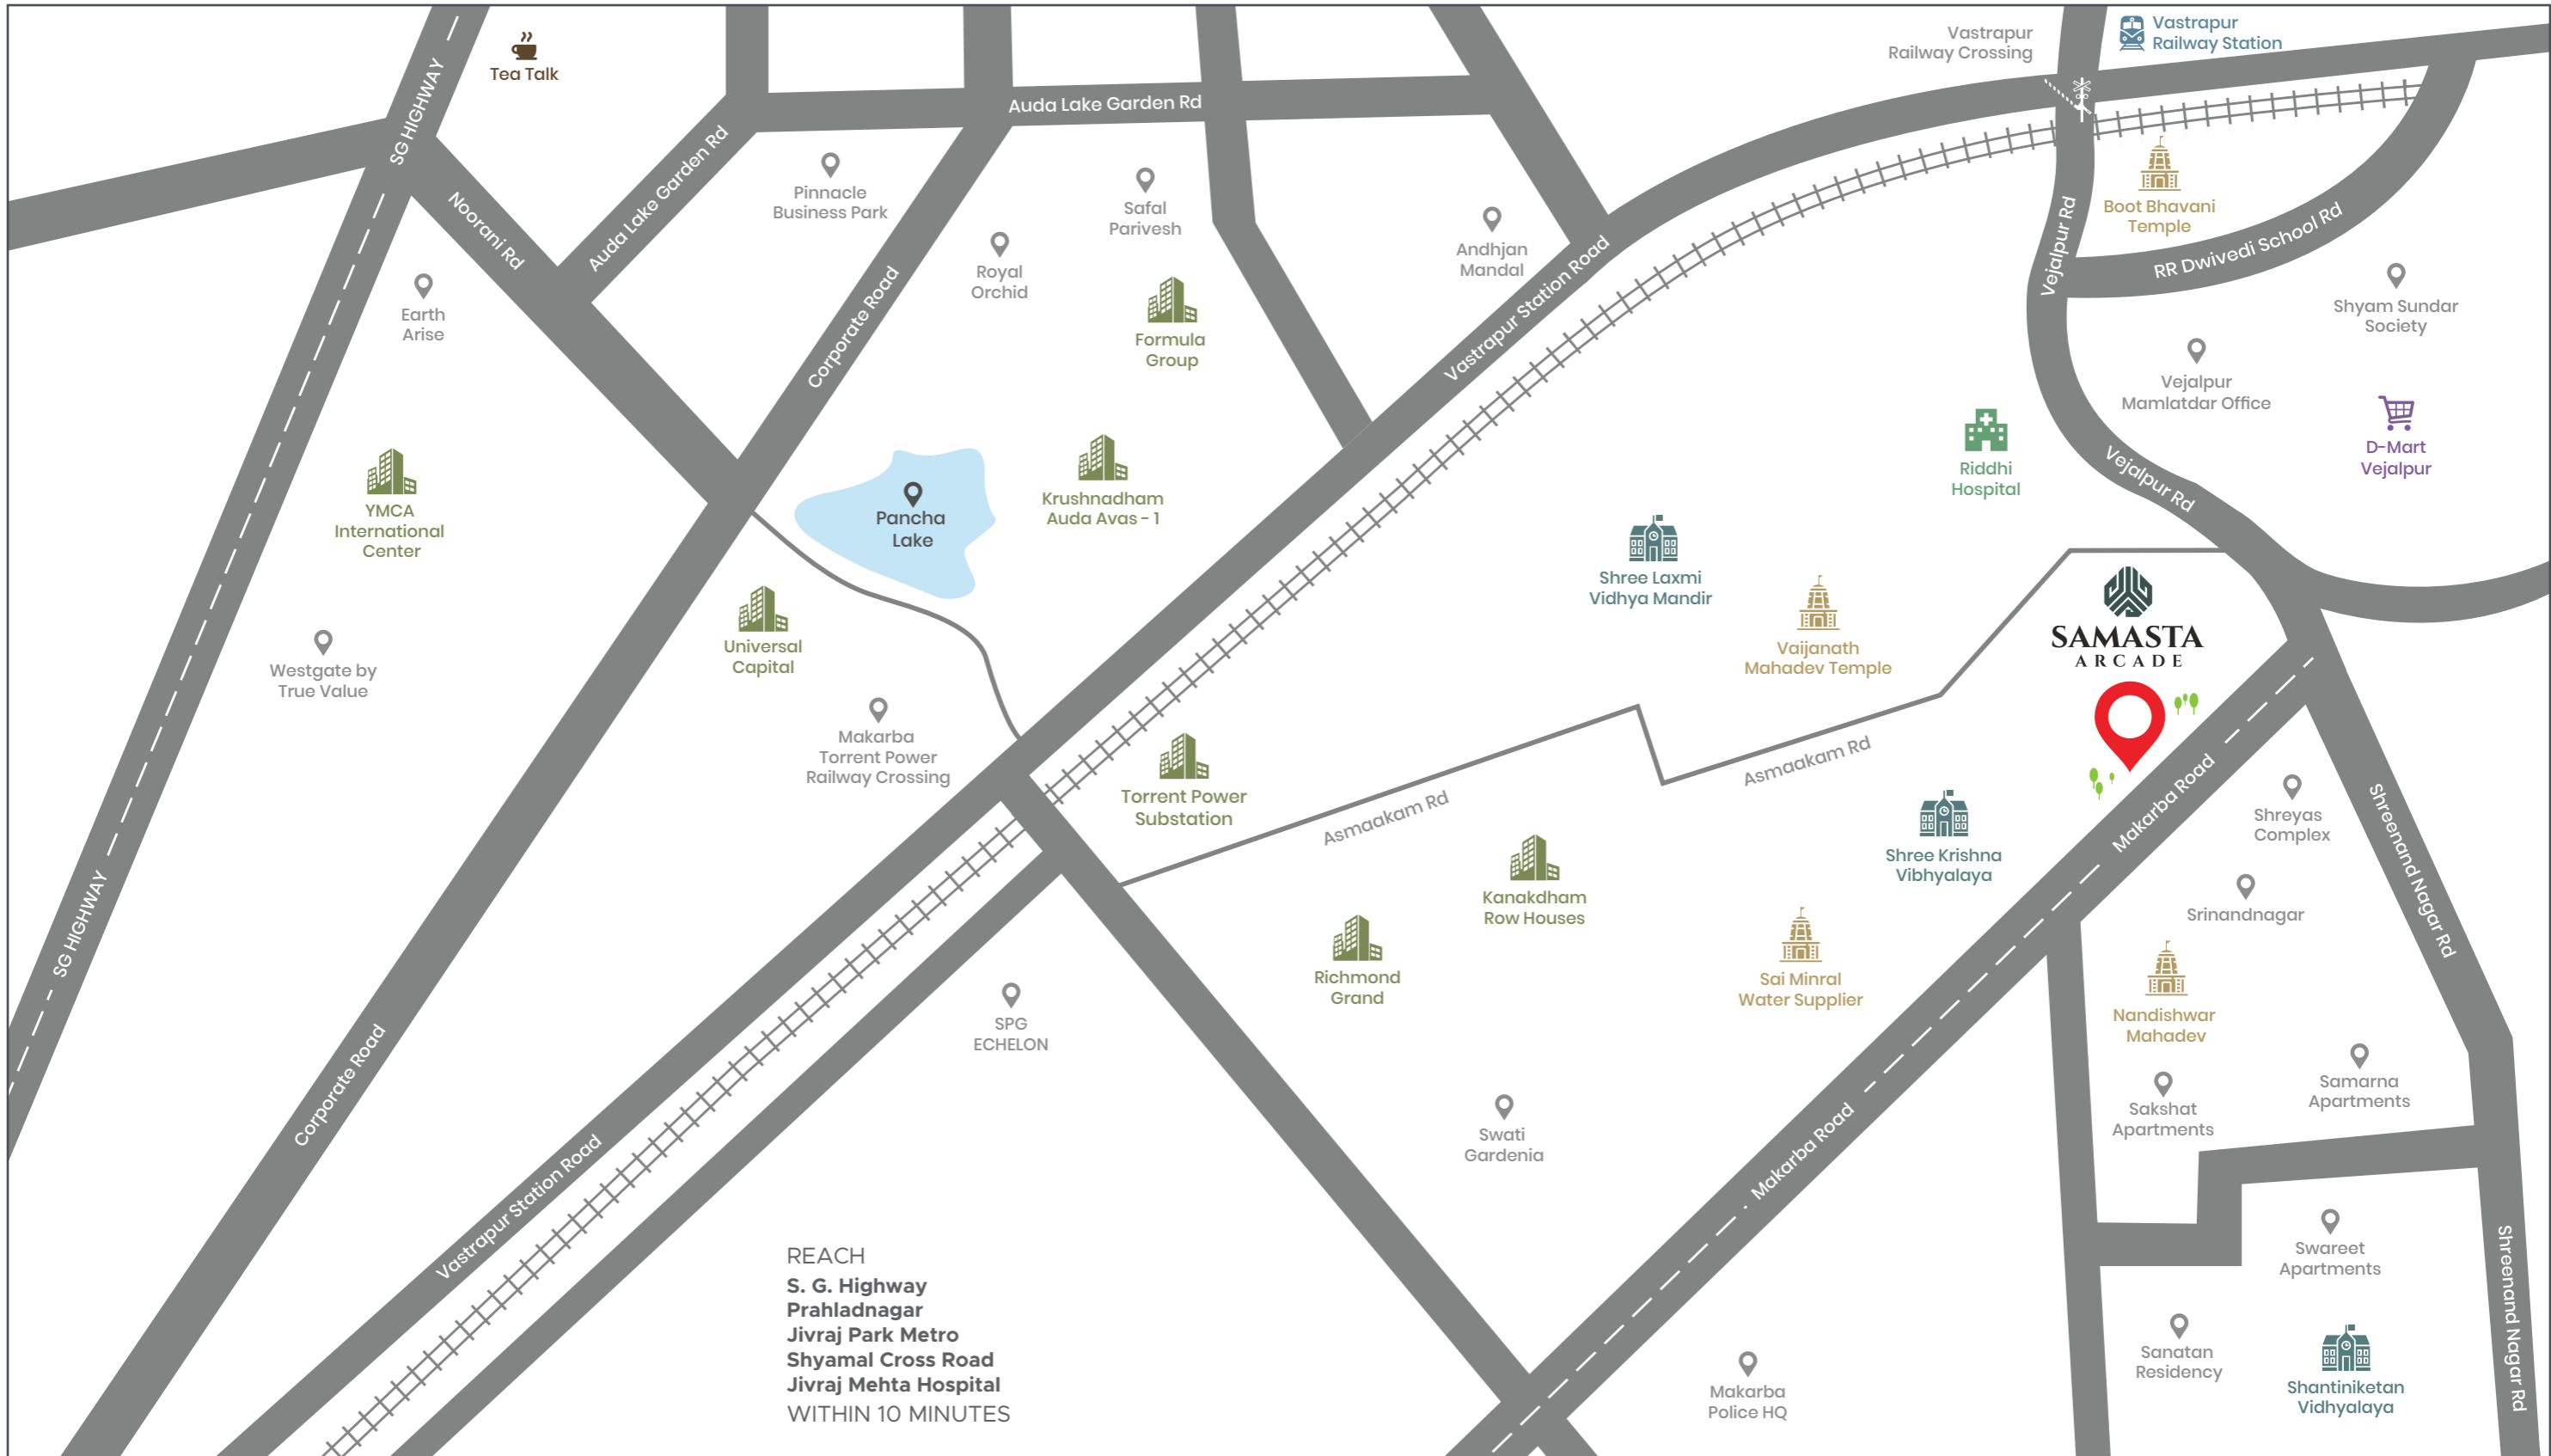 Tea Talk
Vastrapur
Railway Crossing
Vastrapur
Railway Station
SG HIGHWAY
Auda Lake Garden Rd
Auda Lake Garden Rd
Noorani Rd
Pinnacle
Business Park
Safal
Parivesh
Royal
Orchid
Andhjan
Mandal
Boot Bhavani
Temple
Vejalpur Rd
RR Dwivedi School Rd
Earth
Arise
Corporate Road
Formula
Group
Vastrapur Station Road
Shyam Sundar
Society
Vejalpur
Mamlatdar Office
D-Mart
Vejalpur
Riddhi
Hospital
Vejalpur Rd
YMCA
International
Center
Pancha
Lake
Krushnadham
Auda Avas - 1
Shree Laxmi
Vidhya Mandir
Vaijanath
Mahadev Temple
SAMASTA
ARCADE
Universal
Capital
Westgate by
True Value
Makarba
Torrent Power
Railway Crossing
Torrent Power
Substation
Asmaakam Rd
Asmaakam Rd
Makarba Road
Shreyas
Complex
Shreenand Nagar Rd
Shree Krishna
Vibhyalaya
Kanakdham
Row Houses
Srinandnagar
SG HIGHWAY
Richmond
Grand
Sai Minral
Water Supplier
Nandishwar
Mahadev
SPG
ECHELON
Corporate Road
Sakshat
Apartments
Samarna
Apartments
Swati
Gardenia
Makarba Road
Vastrapur Station Road
Swareet
Apartments
Shreenand Nagar Rd
REACH
S. G. Highway
Prahladnagar
Jivraj Park Metro
Shyamal Cross Road
Jivraj Mehta Hospital
WITHIN 10 MINUTES
Sanatan
Residency
Makarba
Police HQ
Shantiniketan
Vidhyalaya